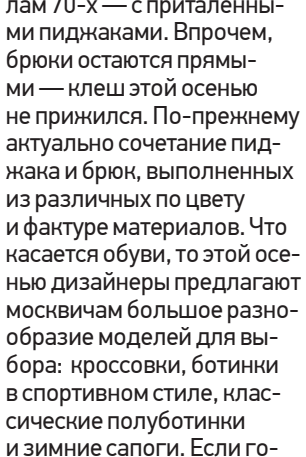 лам 70-х — с приталенны-
ми пиджаками. Впрочем,
брюки остаются прямы-
ми — клеш этой осенью
не прижился. По-прежнему
актуально сочетание пид-
жака и брюк, выполненных
из различных по цвету
и фактуре материалов. Что
касается обуви, то этой осе-
нью дизайнеры предлагают
москвичам большое разно-
образие моделей для вы-
бора: кроссовки, ботинки
в спортивном стиле, клас-
сические полуботинки
и зимние сапоги. Если го-